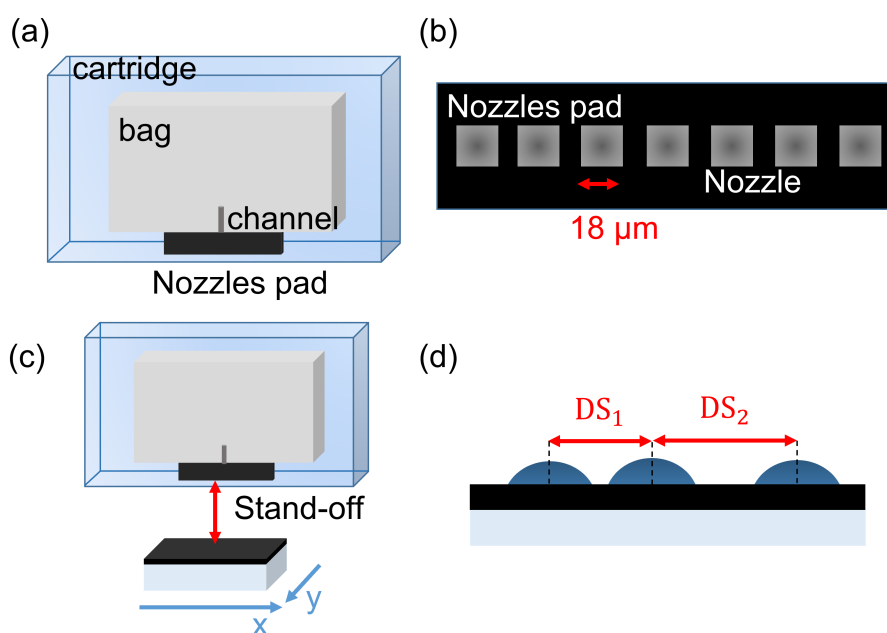 (a)
cartridge
bag
channel
Nozzles pad
(b)
Nozzles pad
Nozzle
18 μm
(c)
Stand-off
x
y
(d)
DS₁
DS₂